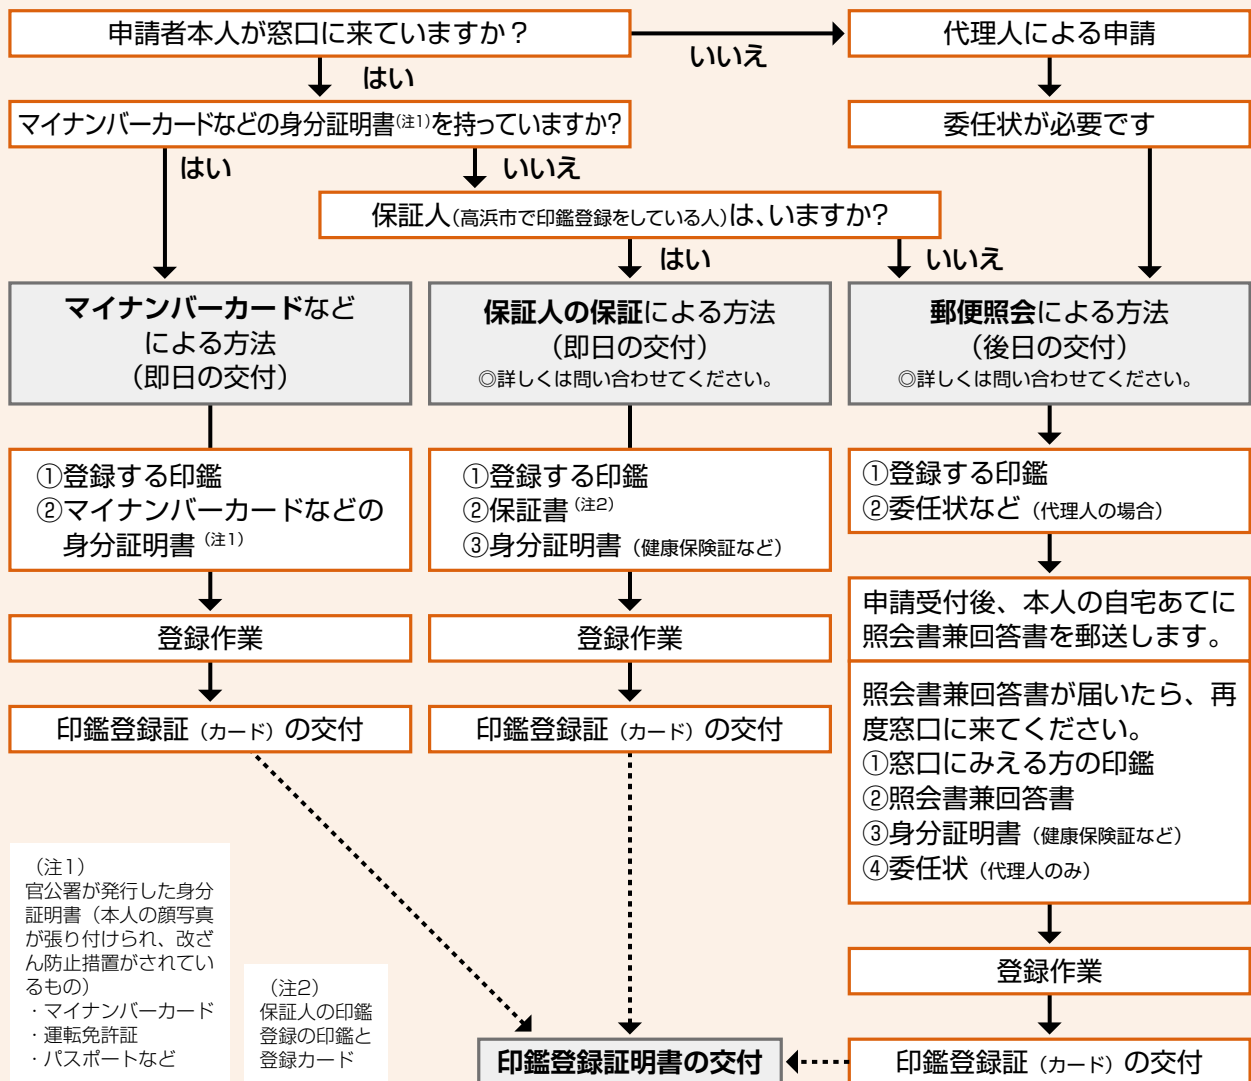 申請者本人が窓口に来ていますか？
いいえ
代理人による申請
はい
マイナンバーカードなどの身分証明書(注1)を持っていますか?
委任状が必要です
はい
いいえ
保証人(高浜市で印鑑登録をしている人)は、いますか?
はい
いいえ
マイナンバーカードなど
による方法
（即日の交付）
保証人の保証による方法
（即日の交付）
◎詳しくは問い合わせてください。
郵便照会による方法
（後日の交付）
◎詳しくは問い合わせてください。
①登録する印鑑
②マイナンバーカードなどの
身分証明書（注1）
①登録する印鑑
②保証書（注2）
③身分証明書（健康保険証など）
①登録する印鑑
②委任状など（代理人の場合）
登録作業
登録作業
申請受付後、本人の自宅あてに
照会書兼回答書を郵送します。
印鑑登録証（カード）の交付
印鑑登録証（カード）の交付
照会書兼回答書が届いたら、再
度窓口に来てください。
①窓口にみえる方の印鑑
②照会書兼回答書
③身分証明書（健康保険証など）
④委任状（代理人のみ）
（注1）
官公署が発行した身分
証明書（本人の顔写真
が張り付けられ、改ざ
ん防止措置がされてい
るもの）
・マイナンバーカード
・運転免許証
・パスポートなど
（注2）
保証人の印鑑
登録の印鑑と
登録カード
登録作業
印鑑登録証明書の交付
印鑑登録証（カード）の交付